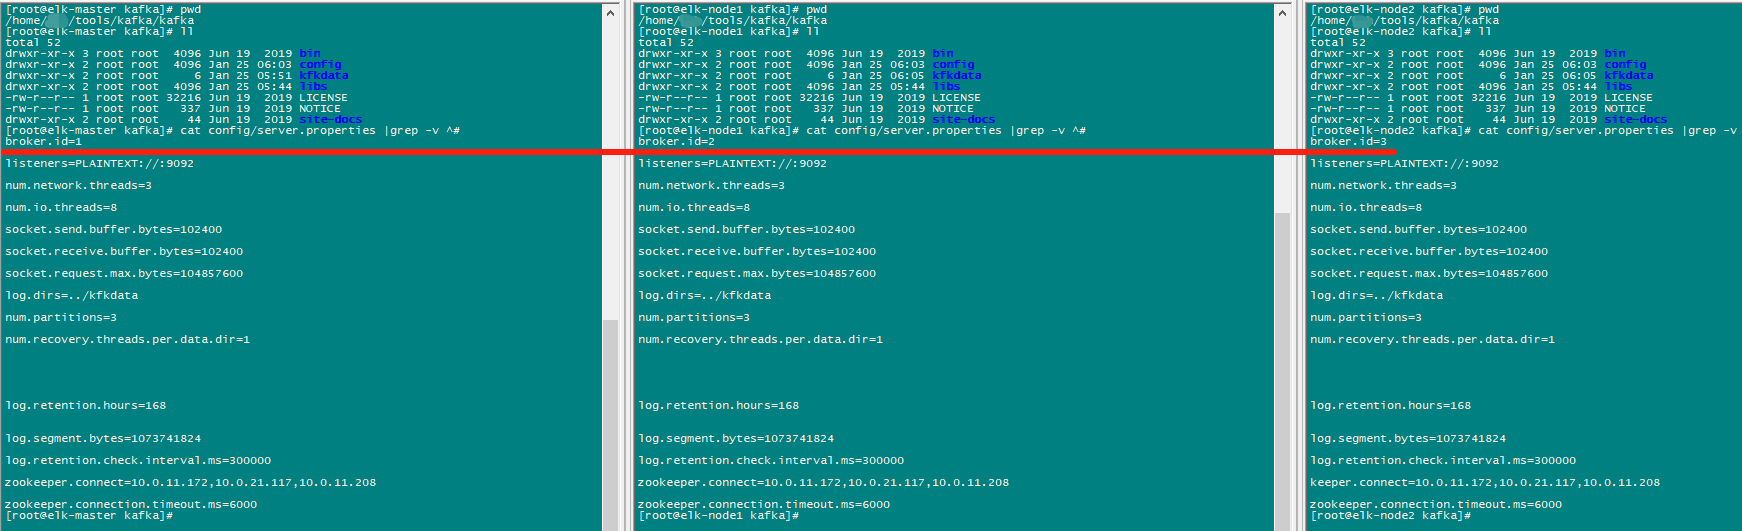 [root@elk-master kafka]# pwd
/home/ /tools/kafka/kafka
[root@elk-master kafka]# ll
total 52
drwxr-xr-x 3 root root  4096 Jun 19  2019 bin
drwxr-xr-x 2 root root  4096 Jan 25 06:03 config
drwxr-xr-x 2 root root     6 Jan 25 05:51 kfkdata
drwxr-xr-x 2 root root  4096 Jan 25 05:44 libs
-rw-r--r-- 1 root root 32216 Jun 19  2019 LICENSE
-rw-r--r-- 1 root root   337 Jun 19  2019 NOTICE
drwxr-xr-x 2 root root    44 Jun 19  2019 site-docs
[root@elk-master kafka]# cat config/server.properties |grep -v ^#
broker.id=1
listeners=PLAINTEXT://:9092
num.network.threads=3
num.io.threads=8
socket.send.buffer.bytes=102400
socket.receive.buffer.bytes=102400
socket.request.max.bytes=104857600
log.dirs=../kfkdata
num.partitions=3
num.recovery.threads.per.data.dir=1
log.retention.hours=168
log.segment.bytes=1073741824
log.retention.check.interval.ms=300000
zookeeper.connect=10.0.11.172,10.0.21.117,10.0.11.208
zookeeper.connection.timeout.ms=6000
[root@elk-master kafka]#
[root@elk-node1 kafka]# pwd
/home/ /tools/kafka/kafka
[root@elk-node1 kafka]# ll
total 52
drwxr-xr-x 3 root root  4096 Jun 19  2019 bin
drwxr-xr-x 2 root root  4096 Jan 25 06:03 config
drwxr-xr-x 2 root root     6 Jan 25 06:05 kfkdata
drwxr-xr-x 2 root root  4096 Jan 25 05:44 libs
-rw-r--r-- 1 root root 32216 Jun 19  2019 LICENSE
-rw-r--r-- 1 root root   337 Jun 19  2019 NOTICE
drwxr-xr-x 2 root root    44 Jun 19  2019 site-docs
[root@elk-node1 kafka]# cat config/server.properties |grep -v ^#
broker.id=2
listeners=PLAINTEXT://:9092
num.network.threads=3
num.io.threads=8
socket.send.buffer.bytes=102400
socket.receive.buffer.bytes=102400
socket.request.max.bytes=104857600
log.dirs=../kfkdata
num.partitions=3
num.recovery.threads.per.data.dir=1
log.retention.hours=168
log.segment.bytes=1073741824
log.retention.check.interval.ms=300000
zookeeper.connect=10.0.11.172,10.0.21.117,10.0.11.208
zookeeper.connection.timeout.ms=6000
[root@elk-node1 kafka]#
[root@elk-node2 kafka]# pwd
/home/ /tools/kafka/kafka
[root@elk-node2 kafka]# ll
total 52
drwxr-xr-x 3 root root  4096 Jun 19  2019 bin
drwxr-xr-x 2 root root  4096 Jan 25 06:03 config
drwxr-xr-x 2 root root     6 Jan 25 06:05 kfkdata
drwxr-xr-x 2 root root  4096 Jan 25 05:44 libs
-rw-r--r-- 1 root root 32216 Jun 19  2019 LICENSE
-rw-r--r-- 1 root root   337 Jun 19  2019 NOTICE
drwxr-xr-x 2 root root    44 Jun 19  2019 site-docs
[root@elk-node2 kafka]# cat config/server.properties |grep -v
broker.id=3
listeners=PLAINTEXT://:9092
num.network.threads=3
num.io.threads=8
socket.send.buffer.bytes=102400
socket.receive.buffer.bytes=102400
socket.request.max.bytes=104857600
log.dirs=../kfkdata
num.partitions=3
num.recovery.threads.per.data.dir=1
log.retention.hours=168
log.segment.bytes=1073741824
log.retention.check.interval.ms=300000
keeper.connect=10.0.11.172,10.0.21.117,10.0.11.208
zookeeper.connection.timeout.ms=6000
[root@elk-node2 kafka]#